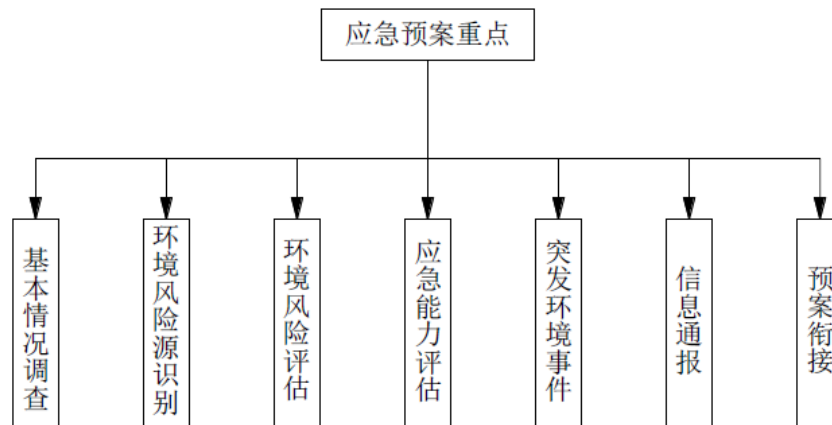 应急预案重点
基本情况调查
环境风险源识别
环境风险评估
应急能力评估
突发环境事件
信息通报
预案衔接